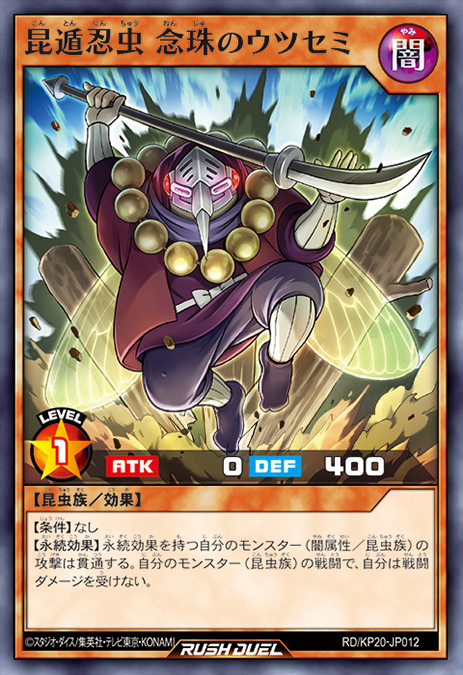 昆遁忍虫 念珠のウツセミ
闇
LEVEL
1
ATK 0 DEF 400
【昆虫族／効果】
【条件】なし
【永続効果】永続効果を持つ自分のモンスター（闇属性／昆虫族）の
攻撃は貫通する。自分のモンスター（昆虫族）の戦闘で、自分は戦闘
ダメージを受けない。
©スタジオ・ダイス/集英社・テレビ東京・KONAMI
RUSH DUEL
RD/KP20-JP012